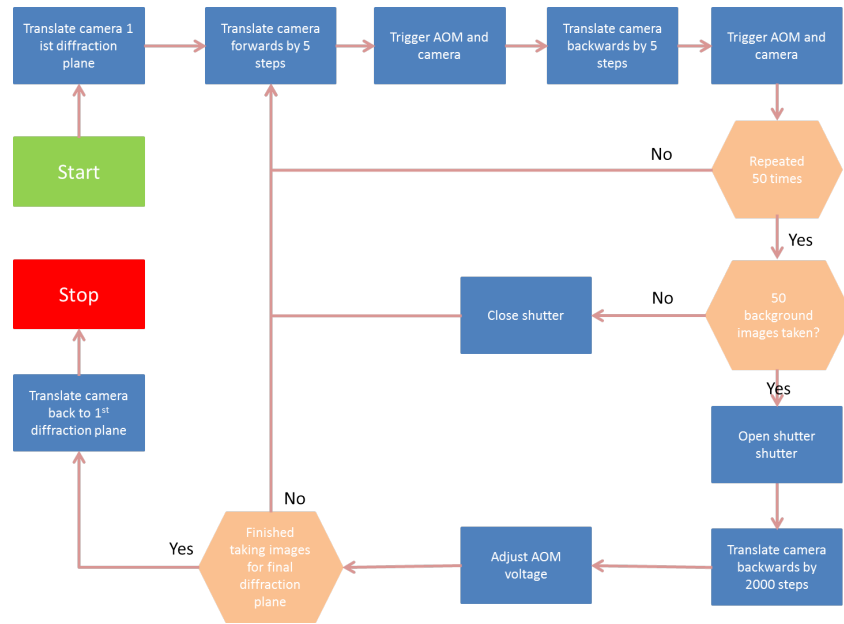 Translate camera 1
ist diffraction
plane
Translate camera
forwards by 5
steps
Trigger AOM and
camera
Translate camera
backwards by 5
steps
Trigger AOM and
camera
Start
No
Repeated
50 times
Yes
Stop
Close shutter
No
50
background
images taken?
Yes
Translate camera
back to 1st
diffraction plane
Open shutter
shutter
No
Yes
Finished
taking images
for final
diffraction
plane
Adjust AOM
voltage
Translate camera
backwards by
2000 steps